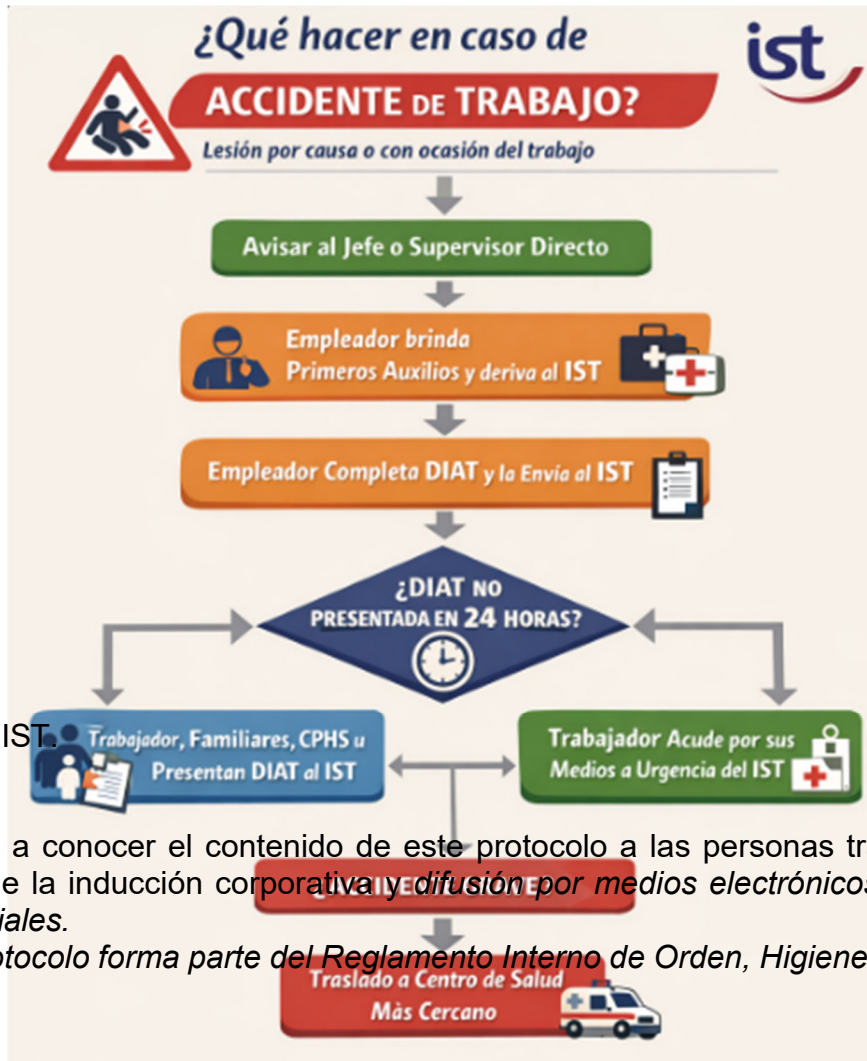 ¿Qué hacer en caso de
ist
ACCIDENTE DE TRABAJO?
Lesión por causa o con ocasión del trabajo
Avisar al Jefe o Supervisor Directo
Empleador brinda
Primeros Auxilios y deriva al IST
Empleador Completa DIAT y la Envía al IST
¿DIAT NO
PRESENTADA EN 24 HORAS?
IST.
Trabajador, Familiares, CPHS u
Presentan DIAT al IST
Trabajador Acude por sus
Medios a Urgencia del IST
a conocer el contenido de este protocolo a las personas tr
e la inducción corporativa y difusión por medios electrónicos
iales.
otocolo forma parte del Reglamento Interno de Orden, Higiene
Traslado a Centro de Salud
Màs Cercano